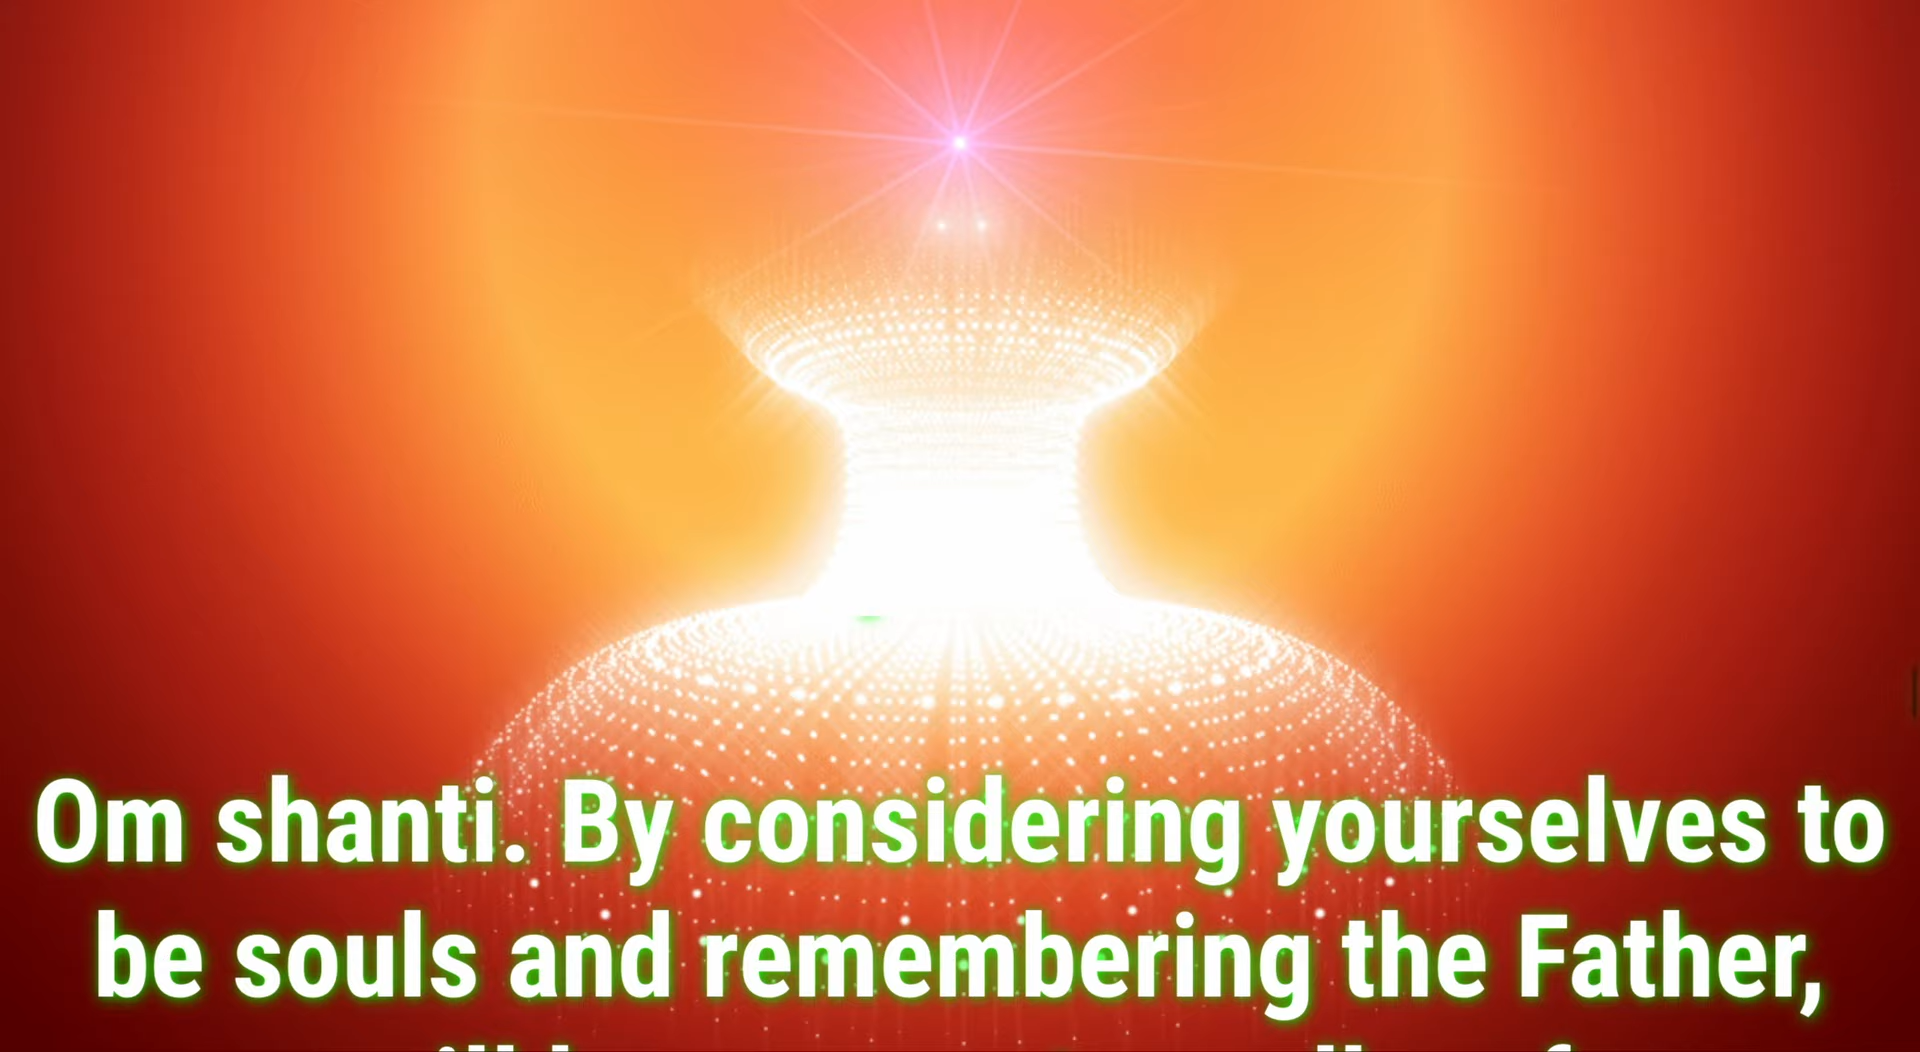 Om shanti. By considering yourselves to
be souls and remembering the Father,